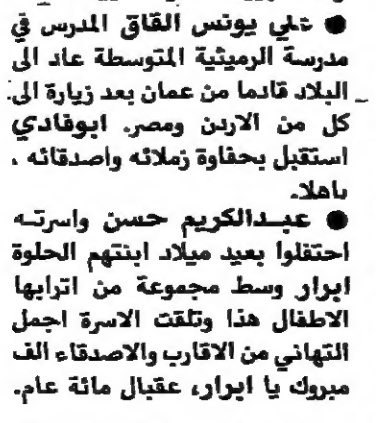 ● علي يونس القاق المدرس في
مدرسة الرميثية المتوسطة عاد الى
البلاد قادما من عمان بعد زيارة الى
كل من الاردن ومصر. ابوفادي
استقبل بحفاوة زملائه واصدقائه .
ياهلا.
● عبدالكريم حسن واسرته
احتفلوا بعيد ميلاد ابنتهم الحلوة
ابرار وسط مجموعة من اترابها
الاطفال هذا وتلقت الاسرة اجمل
التهاني من الاقارب والاصدقاء الف
مبروك يا ابرار، عقبال مائة عام.